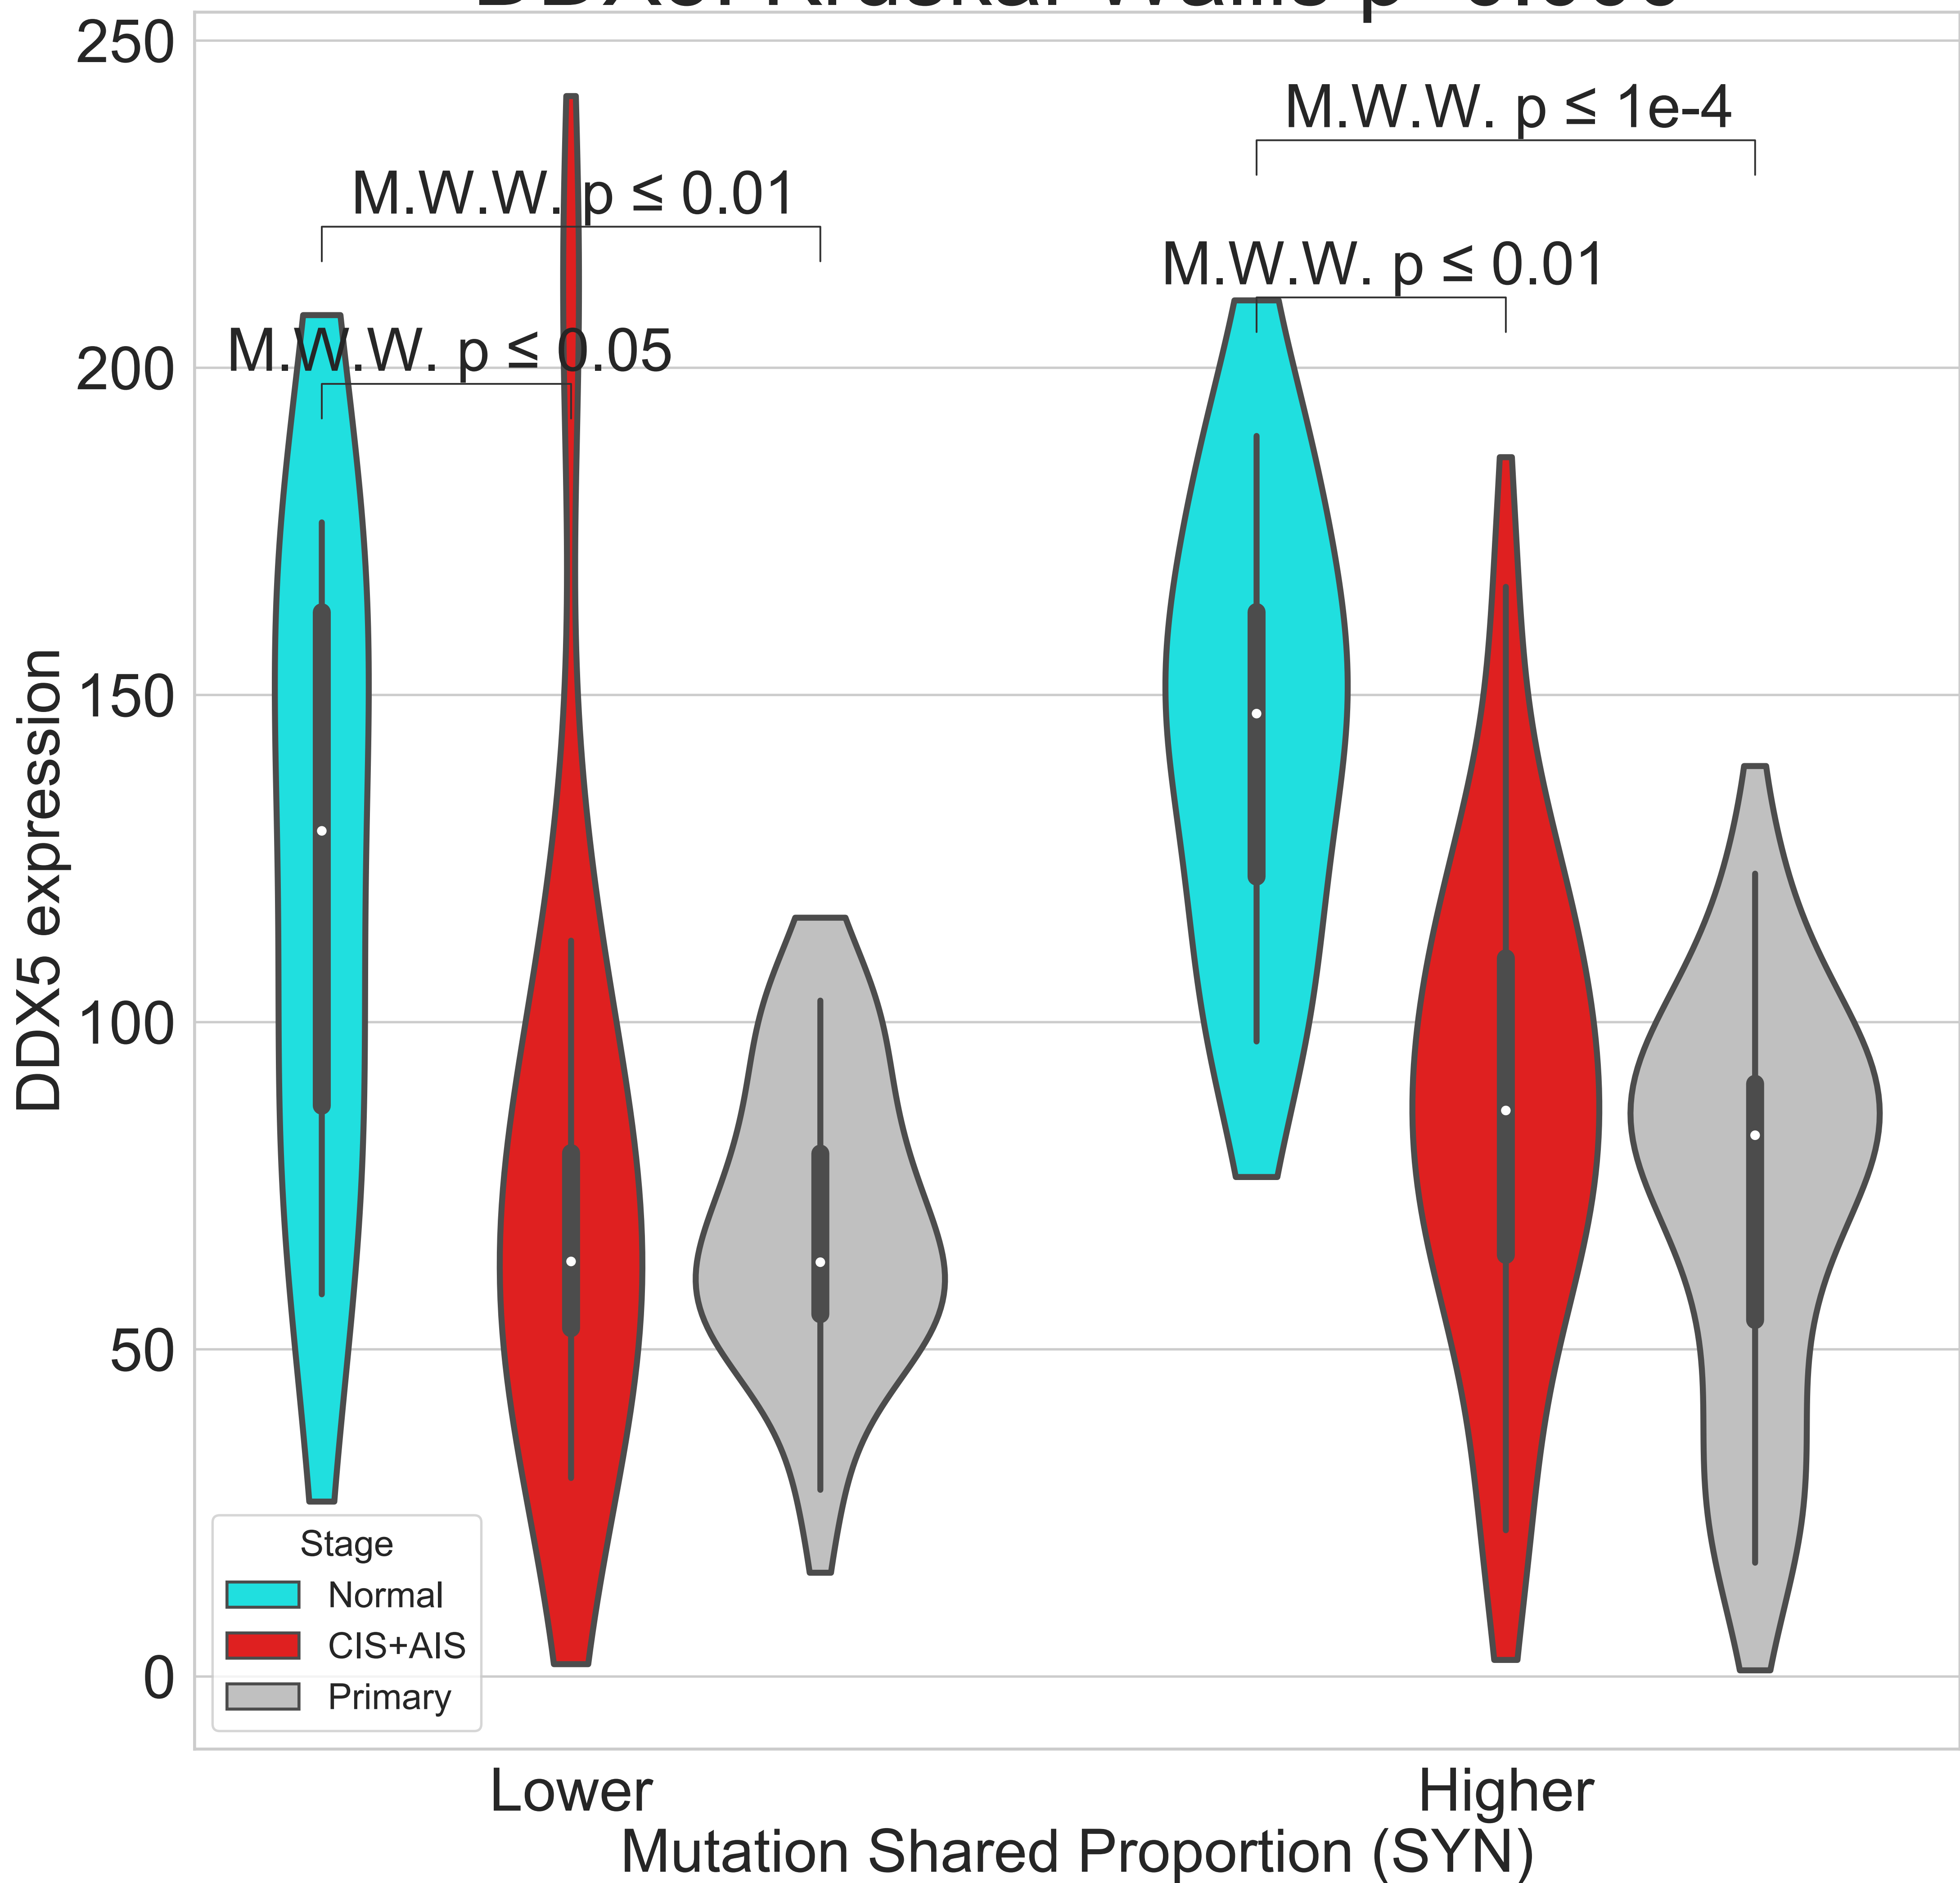 250
200
150
100
50
0
DDX5 expression
M.W.W. p ≤ 1e-4
M.W.W. p ≤ 0.01
M.W.W. p ≤ 0.01
M.W.W. p ≤ 0.05
Stage
Normal
CIS+AIS
Primary
Lower
Higher
Mutation Shared Proportion (SYN)